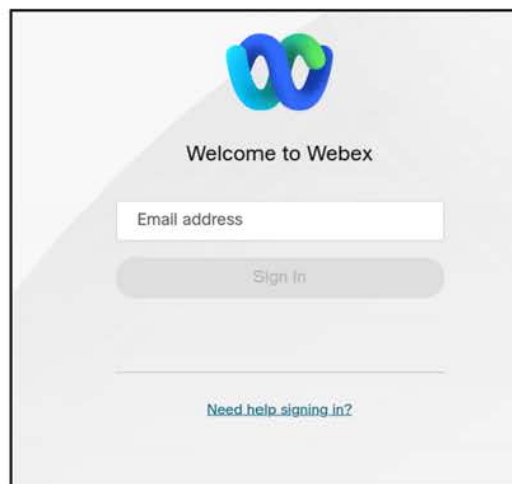 Welcome to Webex
Email address
Sign In
Need help signing in?